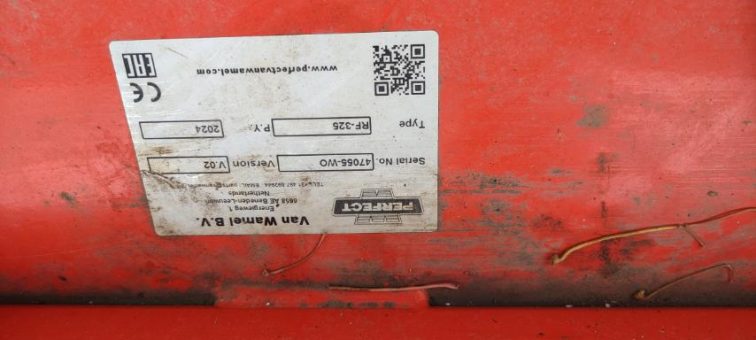 PERFECT
Van Wamel B.V.
Energieweg 1
6658 AE Beneden-Leeuwen
Netherlands
Serial No. 47055-WO Version V.02
Type RF-325 P.Y. 2024
www.perfectvanwamel.com
CE
EAC